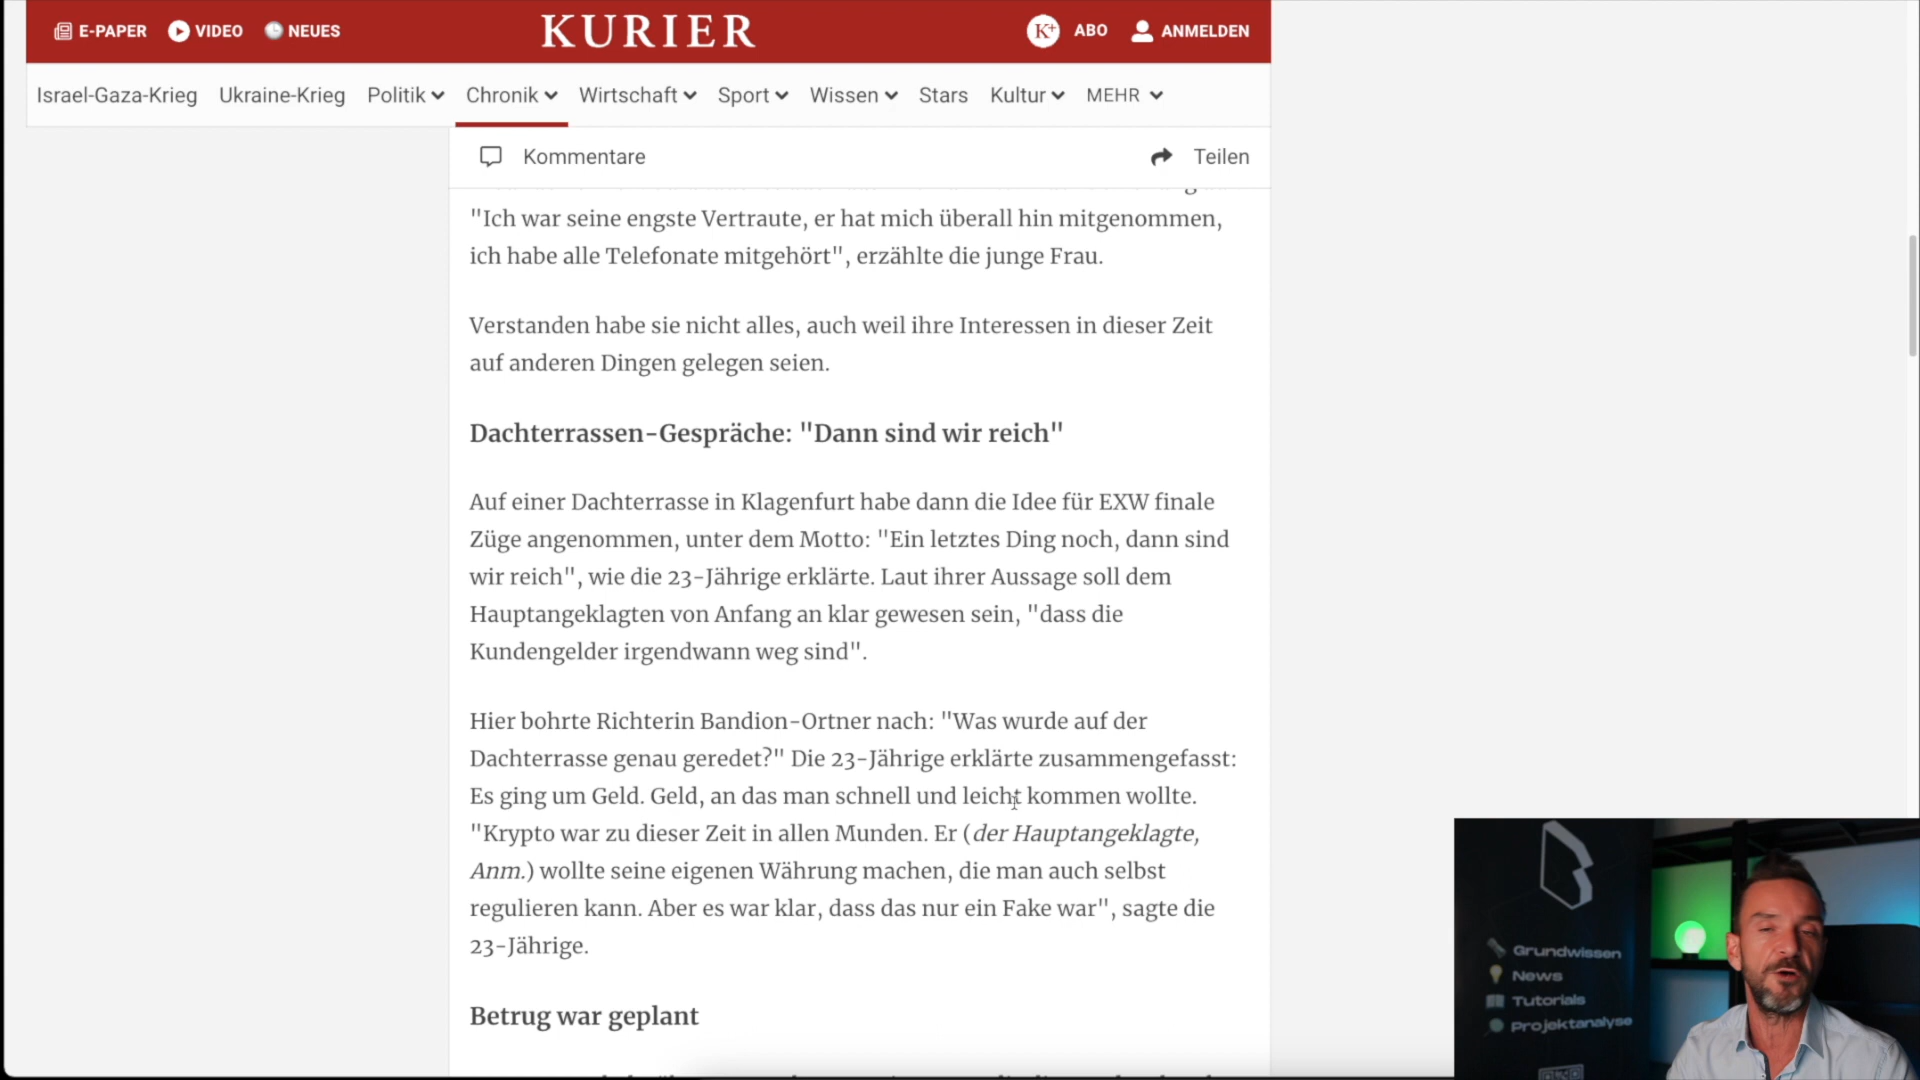 E-PAPER VIDEO NEUES KURIER K+ ABO ANMELDEN
Israel-Gaza-Krieg Ukraine-Krieg Politik Chronik Wirtschaft Sport Wissen Stars Kultur MEHR
Kommentare Teilen
"Ich war seine engste Vertraute, er hat mich überall hin mitgenommen,
ich habe alle Telefonate mitgehört", erzählte die junge Frau.
Verstanden habe sie nicht alles, auch weil ihre Interessen in dieser Zeit
auf anderen Dingen gelegen seien.
Dachterrassen-Gespräche: "Dann sind wir reich"
Auf einer Dachterrasse in Klagenfurt habe dann die Idee für EXW finale
Züge angenommen, unter dem Motto: "Ein letztes Ding noch, dann sind
wir reich", wie die 23-Jährige erklärte. Laut ihrer Aussage soll dem
Hauptangeklagten von Anfang an klar gewesen sein, "dass die
Kundengelder irgendwann weg sind".
Hier bohrte Richterin Bandion-Ortner nach: "Was wurde auf der
Dachterrasse genau geredet?" Die 23-Jährige erklärte zusammengefasst:
Es ging um Geld. Geld, an das man schnell und leicht kommen wollte.
"Krypto war zu dieser Zeit in allen Munden. Er (der Hauptangeklagte,
Anm.) wollte seine eigenen Währung machen, die man auch selbst
regulieren kann. Aber es war klar, dass das nur ein Fake war", sagte die
23-Jährige.
Betrug war geplant
Grundwissen
News
Tutorials
Projektanalyse